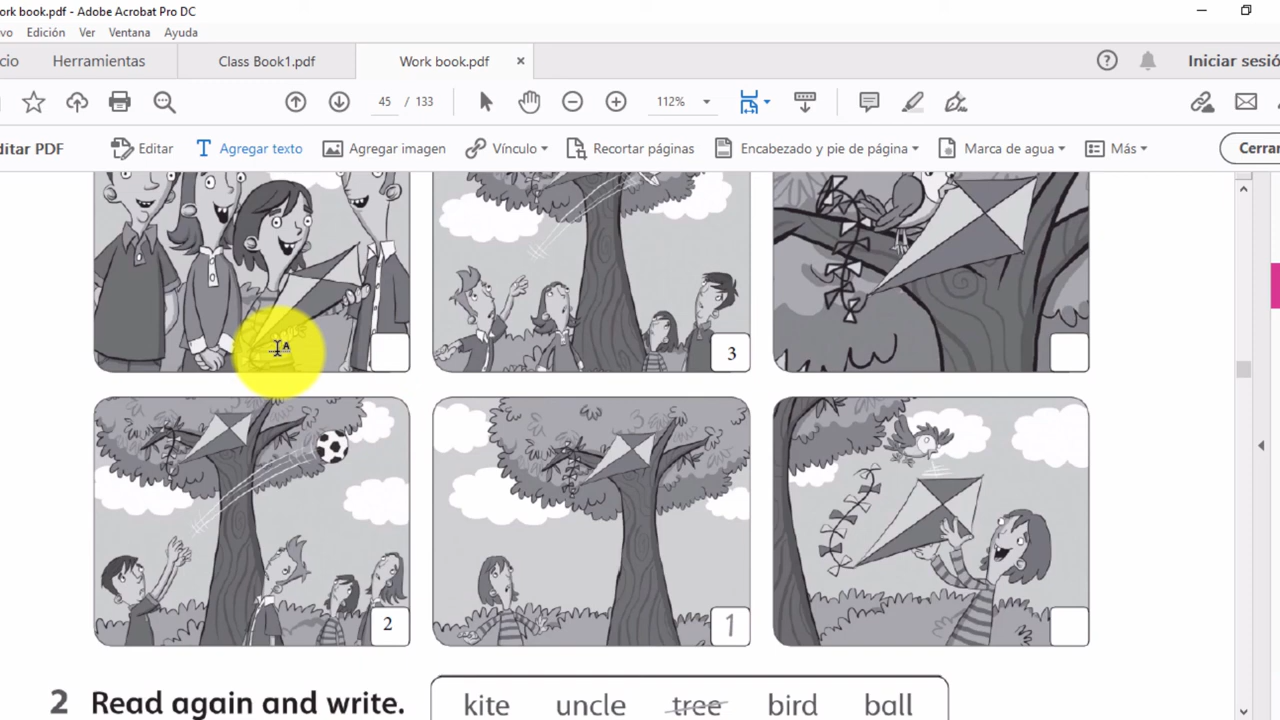 ork book.pdf - Adobe Acrobat Pro DC
vo Edición Ver Ventana Ayuda
cio Herramientas Class Book1.pdf Work book.pdf × ? Iniciar sesió
45 / 133 112%
ditar PDF Editar T Agregar texto Agregar imagen Vínculo Recortar páginas Encabezado y pie de página Marca de agua Más Cerrar
A
3
2
1
2 Read again and write. kite uncle tree bird ball